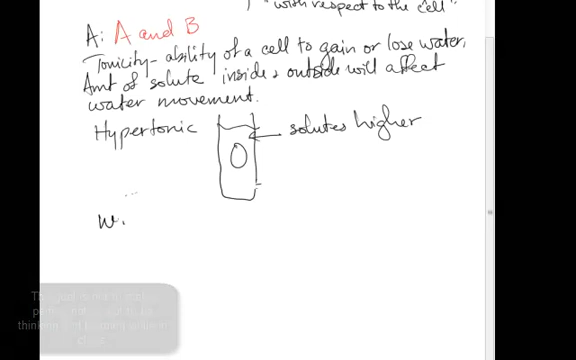 "with respect to the cell"
A: A and B
Tonicity - ability of a cell to gain or lose water.
Amt of solute inside & outside will affect
water movement.
Hypertonic
solutes higher
w.